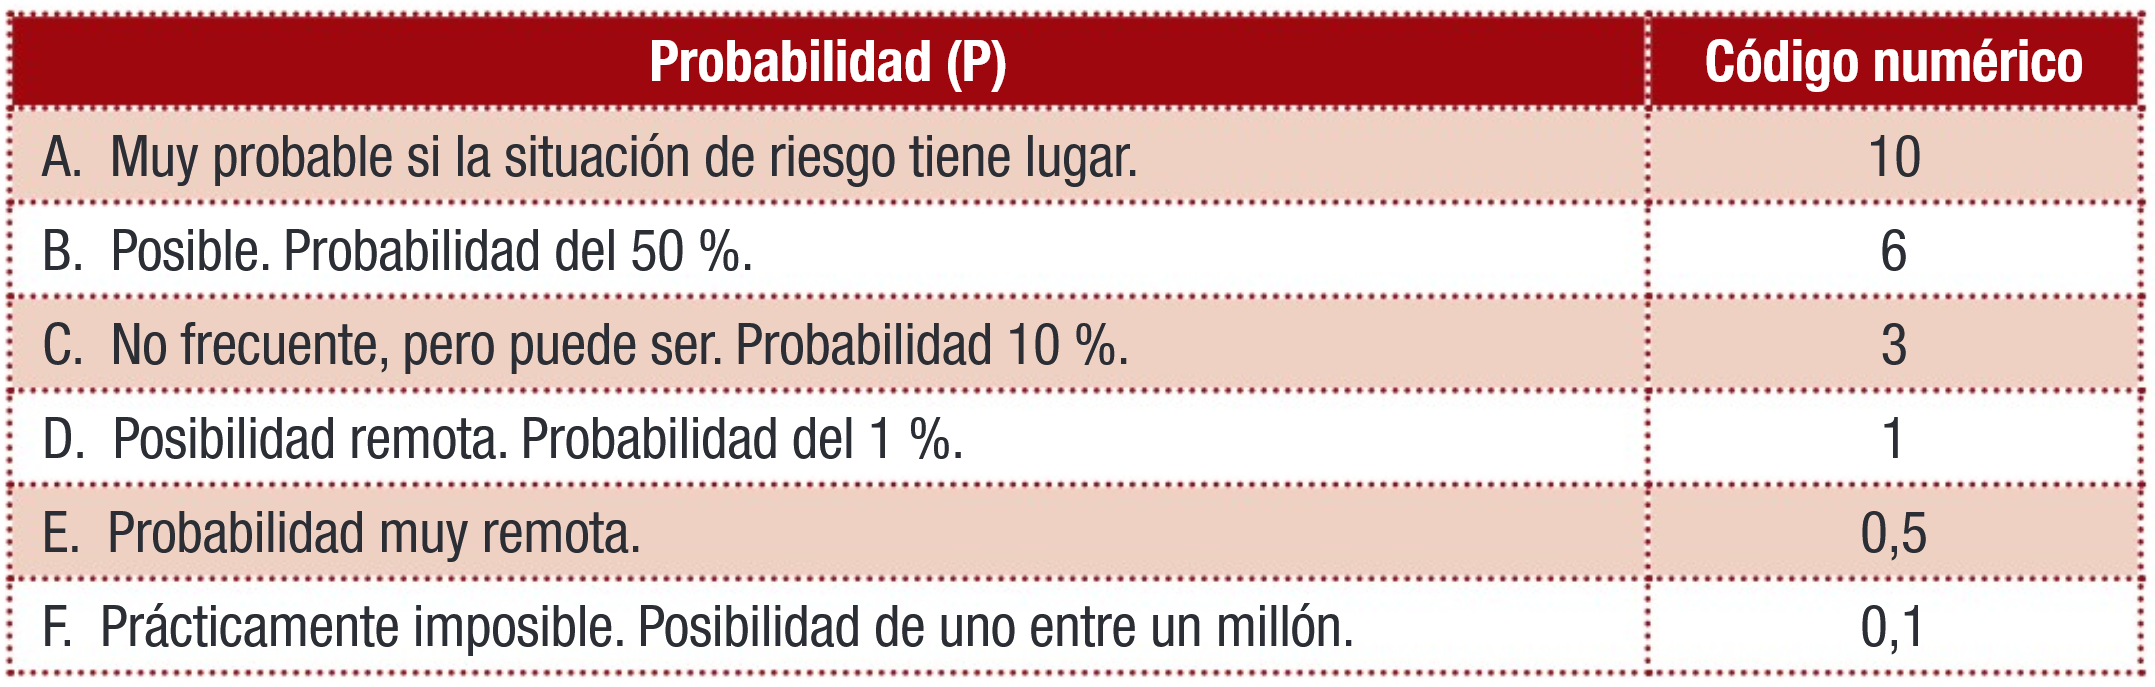 Probabilidad (P) Código numérico
A. Muy probable si la situación de riesgo tiene lugar. 10
B. Posible. Probabilidad del 50 %. 6
C. No frecuente, pero puede ser. Probabilidad 10 %. 3
D. Posibilidad remota. Probabilidad del 1 %. 1
E. Probabilidad muy remota. 0,5
F. Prácticamente imposible. Posibilidad de uno entre un millón. 0,1